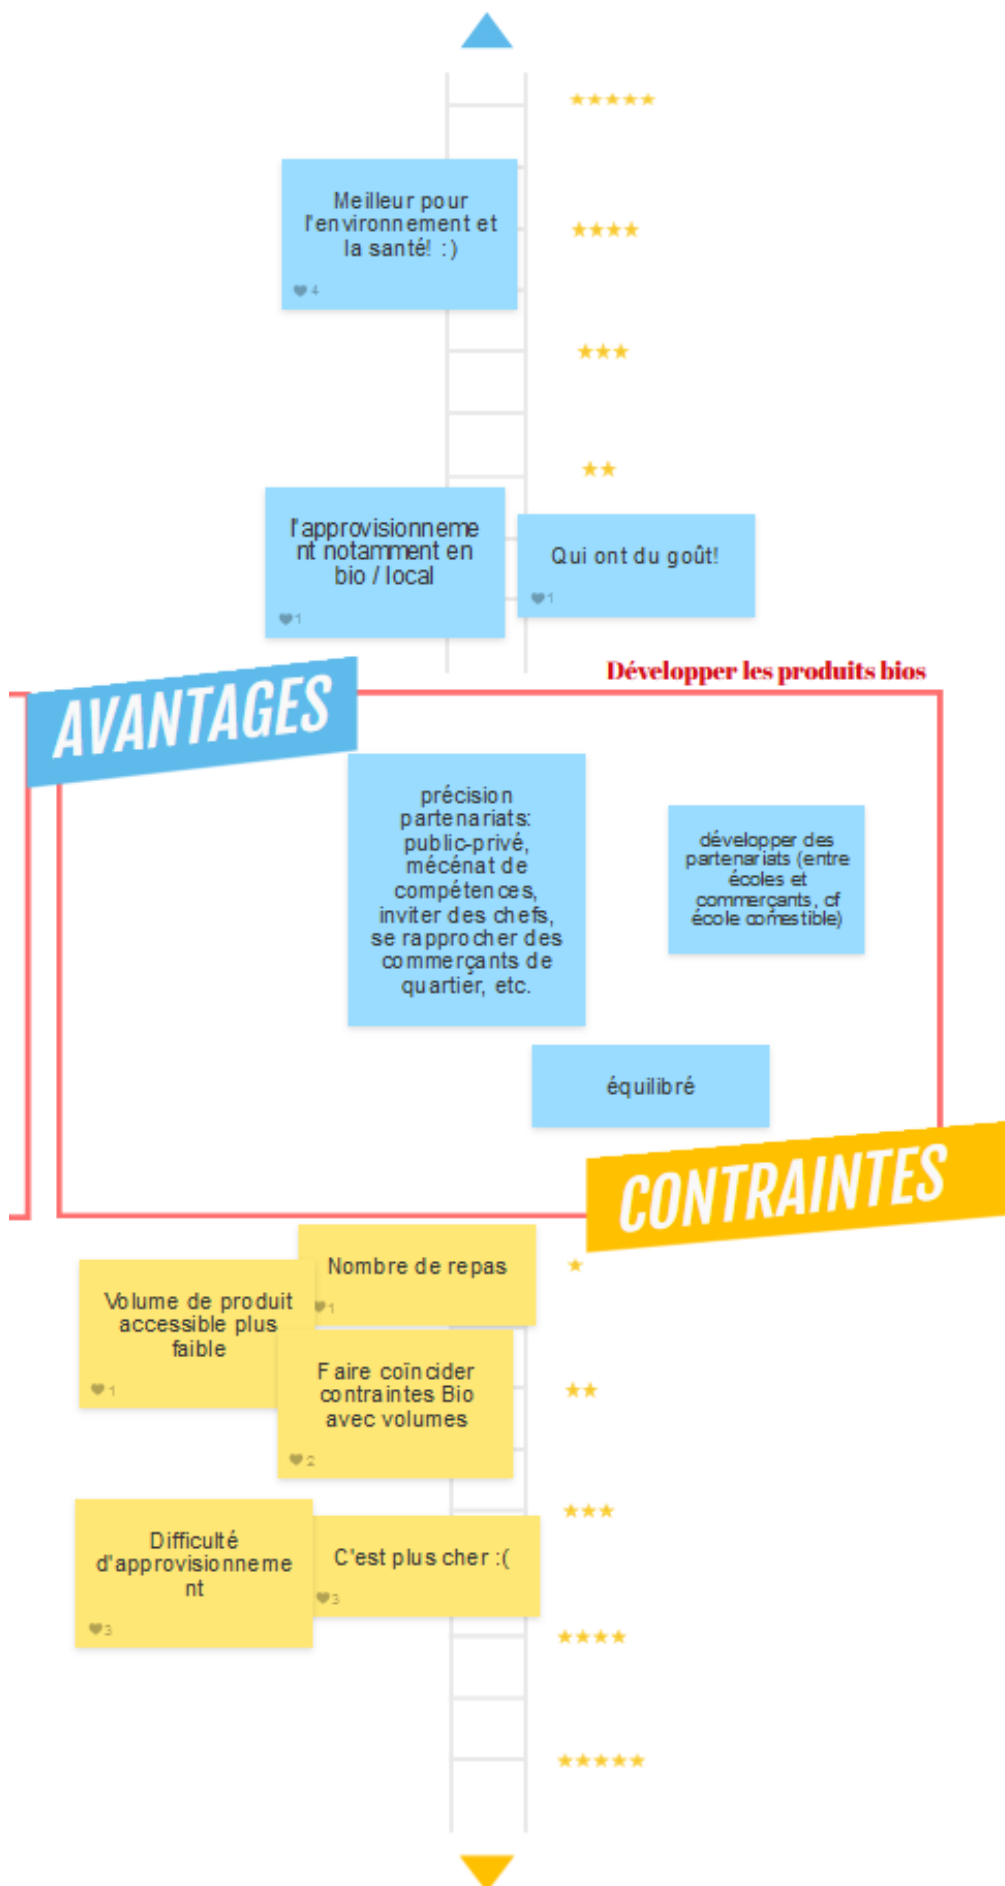 ★★★★★
Meilleur pour
l'environnement et
la santé! :)
♥ 4
★★★★
★★★
★★
l'approvisionneme
nt notamment en
bio / local
♥ 1
Qui ont du goût!
♥ 1
Développer les produits bios
AVANTAGES
précision
partenariats:
public-privé,
mécénat de
compétences,
inviter des chefs,
se rapprocher des
commerçants de
quartier, etc.
développer des
partenariats (entre
écoles et
commerçants, cf
école comestible)
équilibré
CONTRAINTES
Nombre de repas
♥ 1
★
Volume de produit
accessible plus
faible
♥ 1
Faire coïncider
contraintes Bio
avec volumes
♥ 2
★★
★★★
Difficulté
d'approvisionneme
nt
♥ 3
C'est plus cher :(
♥ 3
★★★★
★★★★★